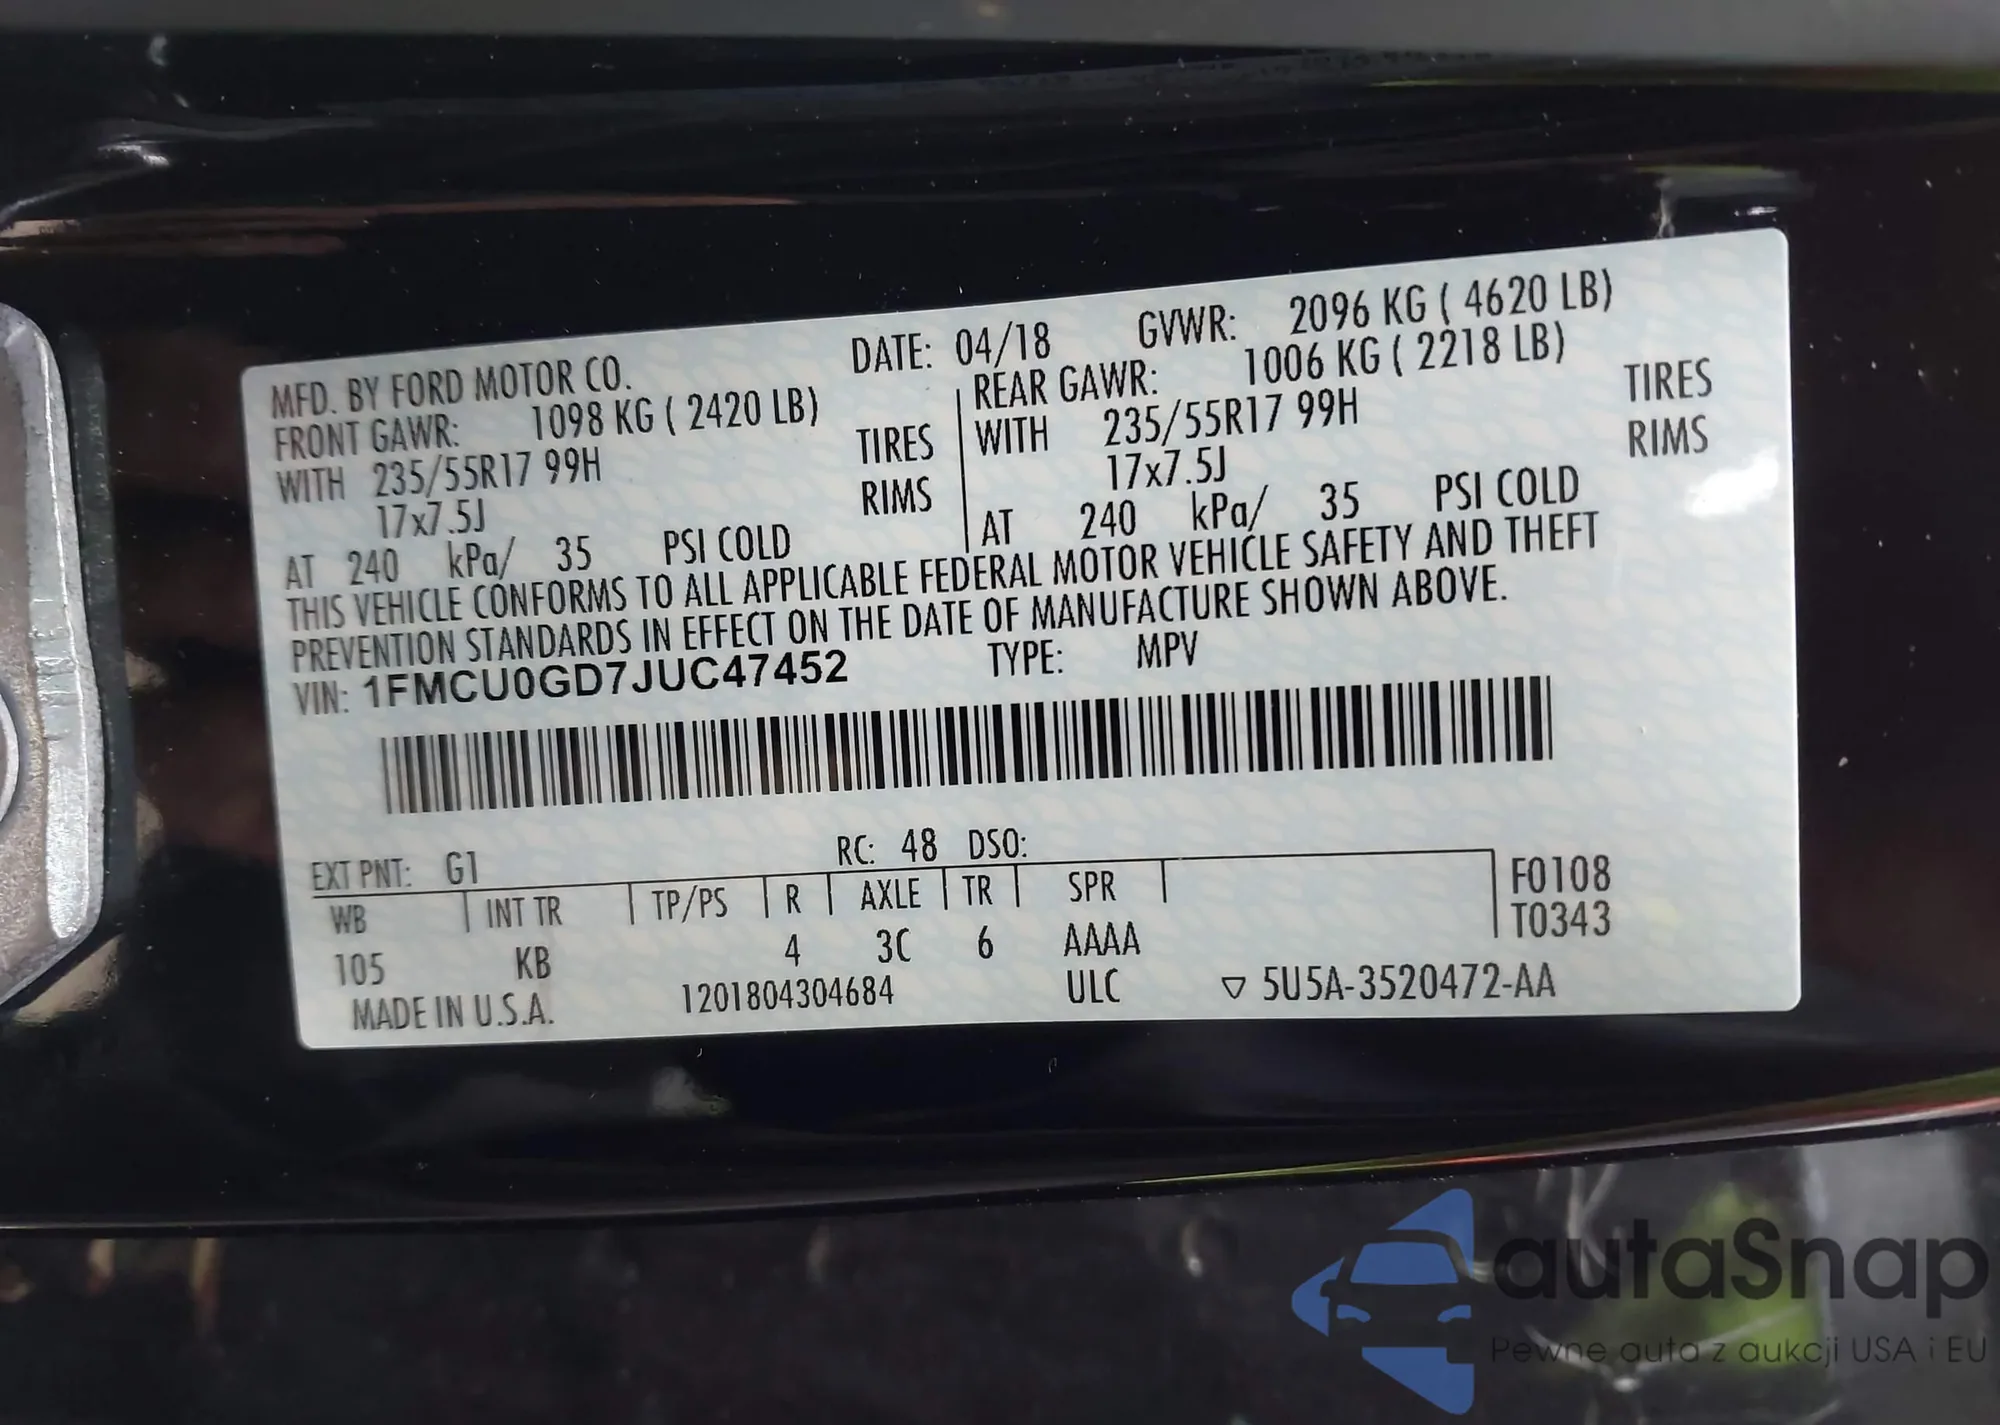 MFD. BY FORD MOTOR CO. DATE: 04/18 GVWR: 2096 KG ( 4620 LB)
FRONT GAWR: 1098 KG ( 2420 LB) REAR GAWR: 1006 KG ( 2218 LB)
WITH 235/55R17 99H TIRES WITH 235/55R17 99H TIRES
17x7.5J RIMS 17x7.5J RIMS
AT 240 kPa/ 35 PSI COLD AT 240 kPa/ 35 PSI COLD
THIS VEHICLE CONFORMS TO ALL APPLICABLE FEDERAL MOTOR VEHICLE SAFETY AND THEFT
PREVENTION STANDARDS IN EFFECT ON THE DATE OF MANUFACTURE SHOWN ABOVE.
VIN: 1FMCU0GD7JUC47452 TYPE: MPV
EXT PNT: G1 RC: 48 DSO:
WB INT TR TP/PS R AXLE TR SPR F0108
T0343
105 KB 4 3C 6 AAAA
MADE IN U.S.A. 1201804304684 ULC ▽ 5U5A-3520472-AA
autaSnap
Pewne auta z aukcji USA i EU